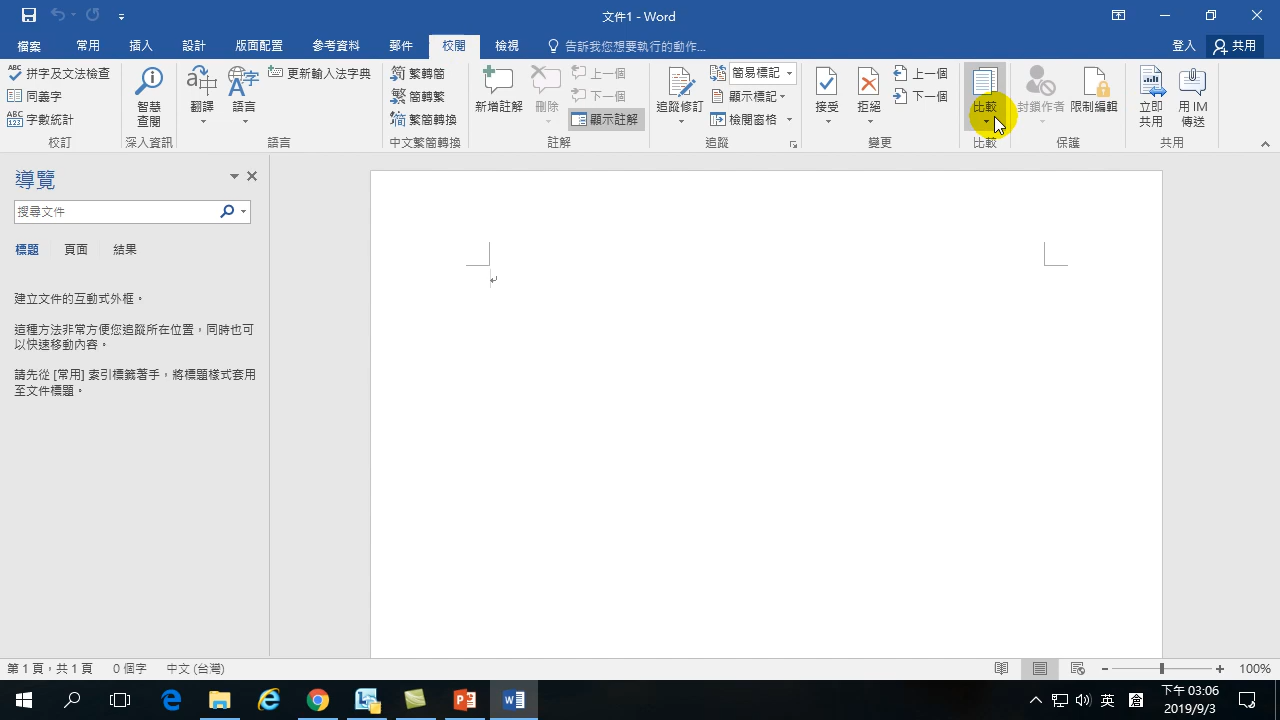 文件1 - Word
檔案 常用 插入 設計 版面配置 參考資料 郵件 校閱 檢視 告訴我您想要執行的動作... 登入 共用
拼字及文法檢查
同義字
字數統計
校訂
智慧
查閱
深入資訊
翻譯
語言
更新輸入法字典
語言
繁轉簡
簡轉繁
繁簡轉換
中文繁簡轉換
新增註解
刪除
上一個
下一個
顯示註解
註解
追蹤修訂
簡易標記
顯示標記
檢閱窗格
追蹤
接受
拒絕
上一個
下一個
變更
比較
比較
封鎖作者
限制編輯
保護
立即
共用
用 IM
傳送
共用
導覽
搜尋文件
標題 頁面 結果
建立文件的互動式外框。
這種方法非常方便您追蹤所在位置，同時也可
以快速移動內容。
請先從 [常用] 索引標籤著手，將標題樣式套用
至文件標題。
第 1 頁，共 1 頁 0 個字 中文 (台灣) 100%
英
下午 03:06
2019/9/3